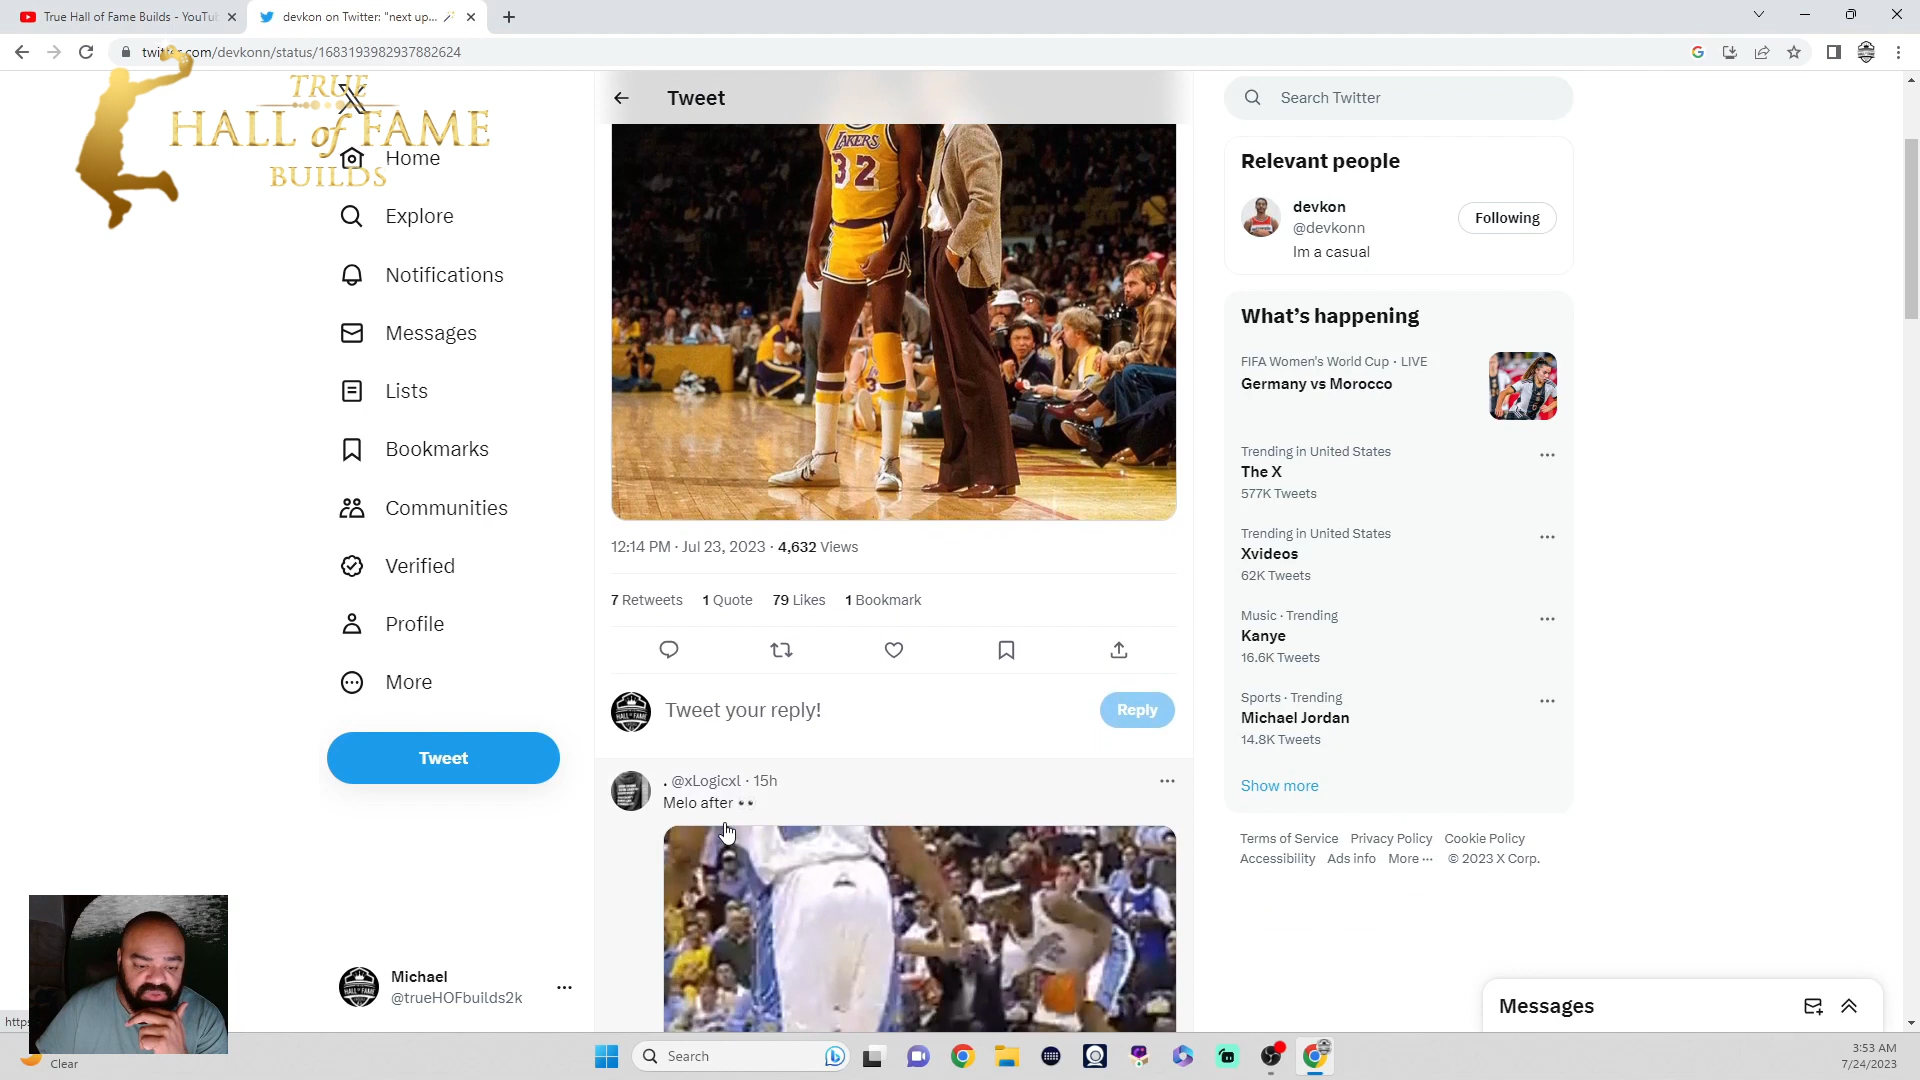 True Hall of Fame Builds - YouTu
devkon on Twitter: "next up...
twitter.com/devkonn/status/1683193982937882624
TRUE
HALL of FAME
BUILDS
Home
Explore
Notifications
Messages
Lists
Bookmarks
Communities
Verified
Profile
More
Tweet
Michael
@trueHOFbuilds2k
Tweet
LAKERS
32
12:14 PM · Jul 23, 2023 · 4,632 Views
7 Retweets 1 Quote 79 Likes 1 Bookmark
HALL OF FAME
Tweet your reply!
Reply
. @xLogicxl · 15h
Melo after
Search Twitter
Relevant people
devkon
@devkonn
Im a casual
Following
What's happening
FIFA Women's World Cup · LIVE
Germany vs Morocco
Trending in United States
The X
577K Tweets
Trending in United States
Xvideos
62K Tweets
Music · Trending
Kanye
16.6K Tweets
Sports · Trending
Michael Jordan
14.8K Tweets
Show more
Terms of Service Privacy Policy Cookie Policy
Accessibility Ads info More ··· © 2023 X Corp.
Messages
https
Clear
Search
3:53 AM
7/24/2023